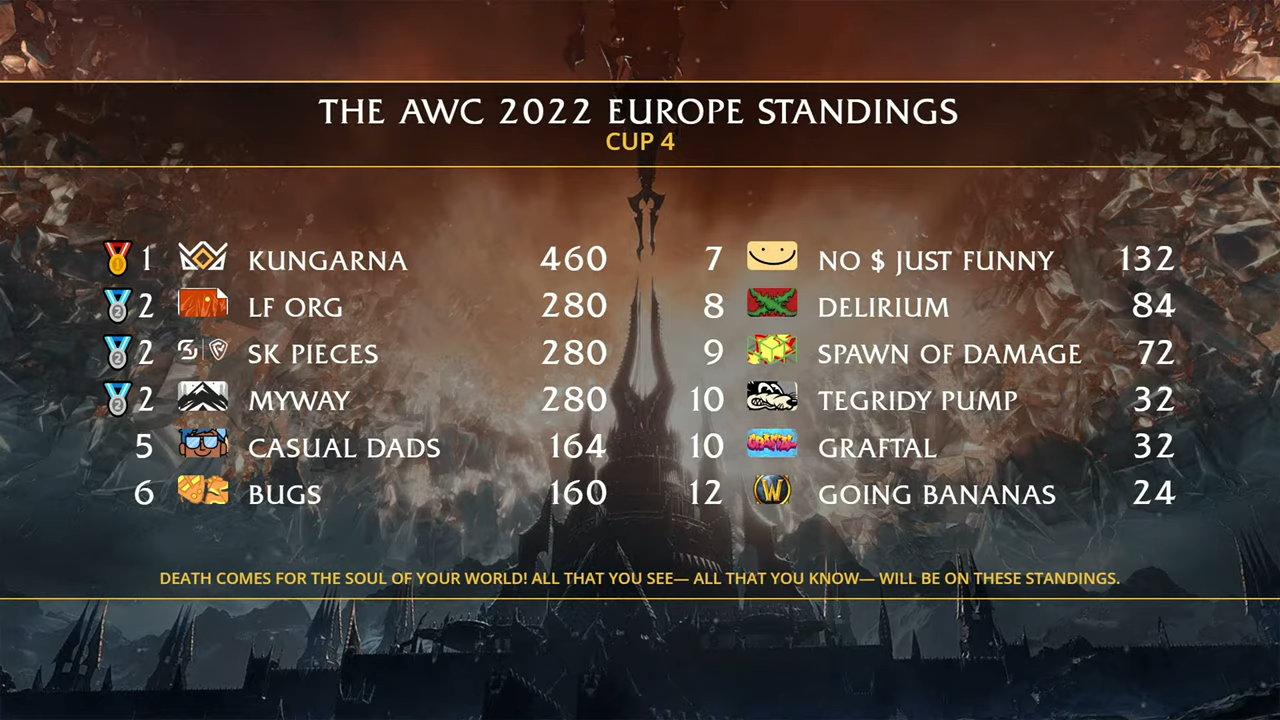 THE AWC 2022 EUROPE STANDINGS
CUP 4
1 KUNGARNA 460
2 LF ORG 280
2 SK PIECES 280
2 MYWAY 280
5 CASUAL DADS 164
6 BUGS 160
7 NO $ JUST FUNNY 132
8 DELIRIUM 84
9 SPAWN OF DAMAGE 72
10 TEGRIDY PUMP 32
10 GRAFTAL 32
12 GOING BANANAS 24
DEATH COMES FOR THE SOUL OF YOUR WORLD! ALL THAT YOU SEE— ALL THAT YOU KNOW— WILL BE ON THESE STANDINGS.